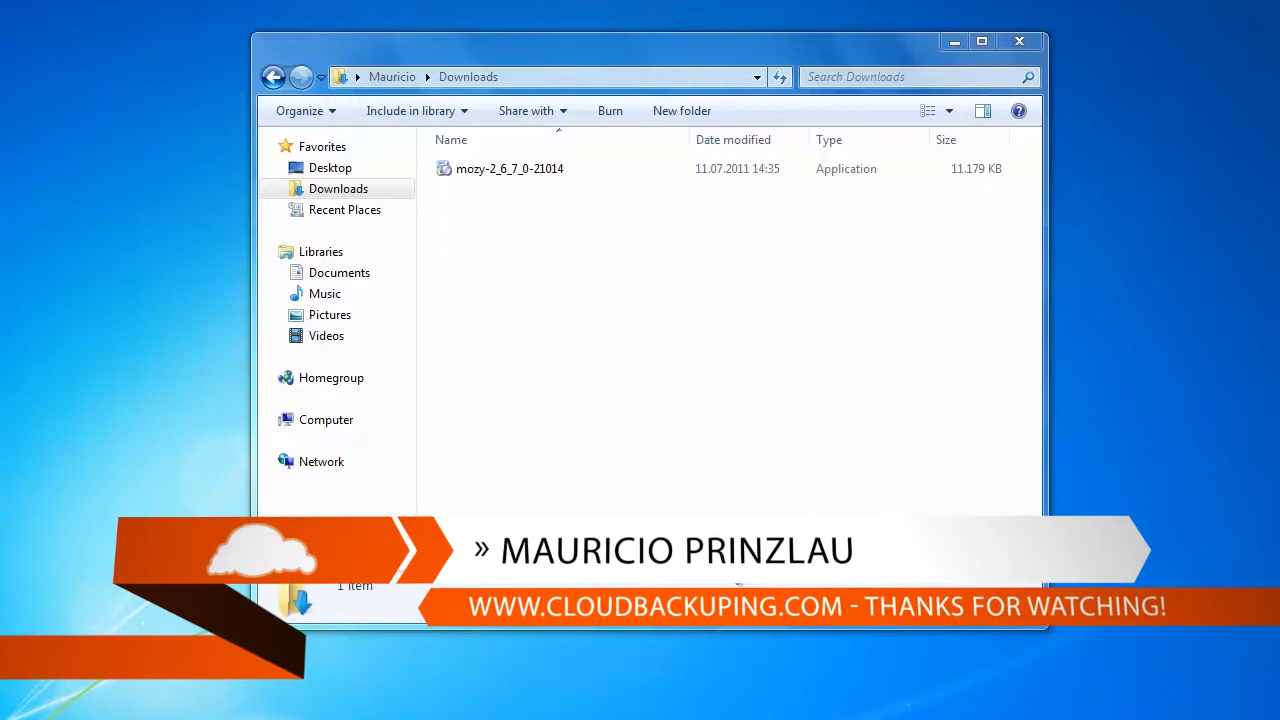 Mauricio Downloads Search Downloads
Organize Include in library Share with Burn New folder
Name Date modified Type Size
mozy-2_6_7_0-21014 11.07.2011 14:35 Application 11.179 KB
Favorites
Desktop
Downloads
Recent Places
Libraries
Documents
Music
Pictures
Videos
Homegroup
Computer
Network
» MAURICIO PRINZLAU
1 item
WWW.CLOUDBACKUPING.COM - THANKS FOR WATCHING!